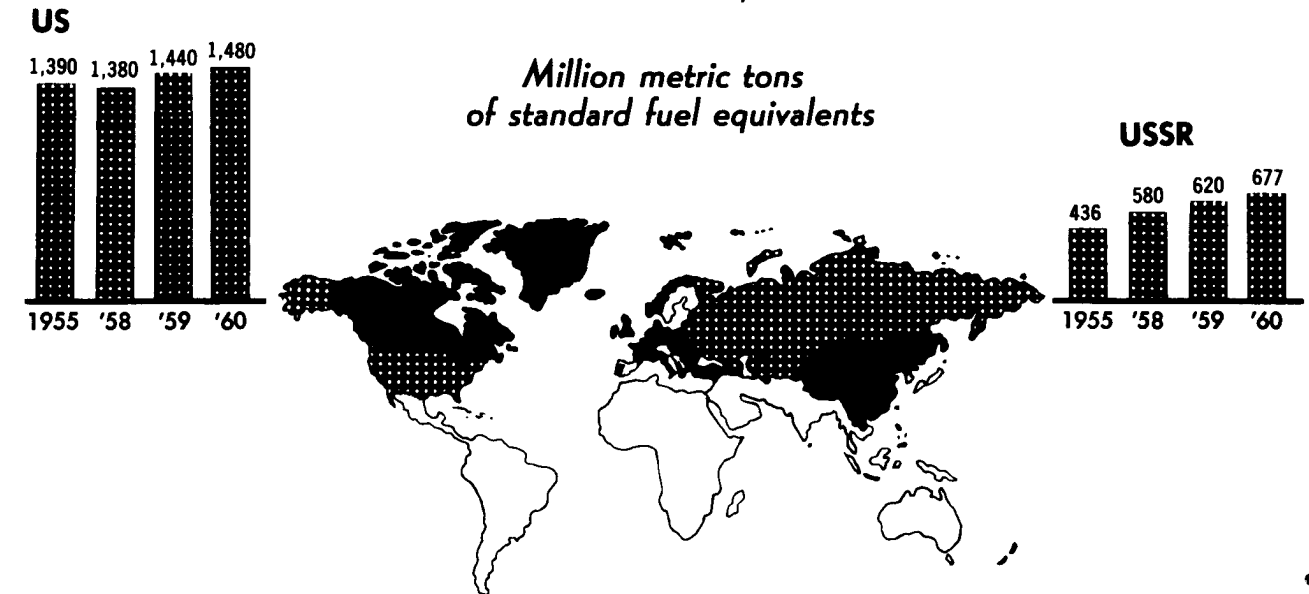 US
1,390 1,380 1,440 1,480
1955 '58 '59 '60
Million metric tons
of standard fuel equivalents
USSR
436 580 620 677
1955 '58 '59 '60